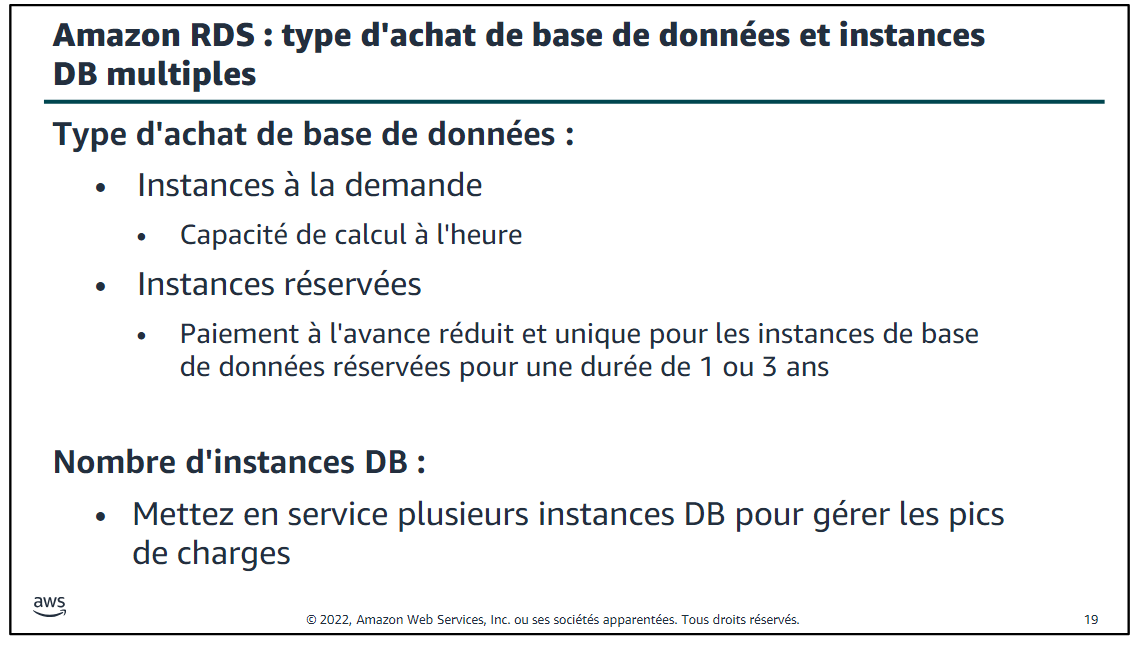 Amazon RDS : type d'achat de base de données et instances
DB multiples
Type d'achat de base de données :
• Instances à la demande
• Capacité de calcul à l'heure
• Instances réservées
• Paiement à l'avance réduit et unique pour les instances de base
de données réservées pour une durée de 1 ou 3 ans
Nombre d'instances DB :
• Mettez en service plusieurs instances DB pour gérer les pics
de charges
aws
© 2022, Amazon Web Services, Inc. ou ses sociétés apparentées. Tous droits réservés.
19